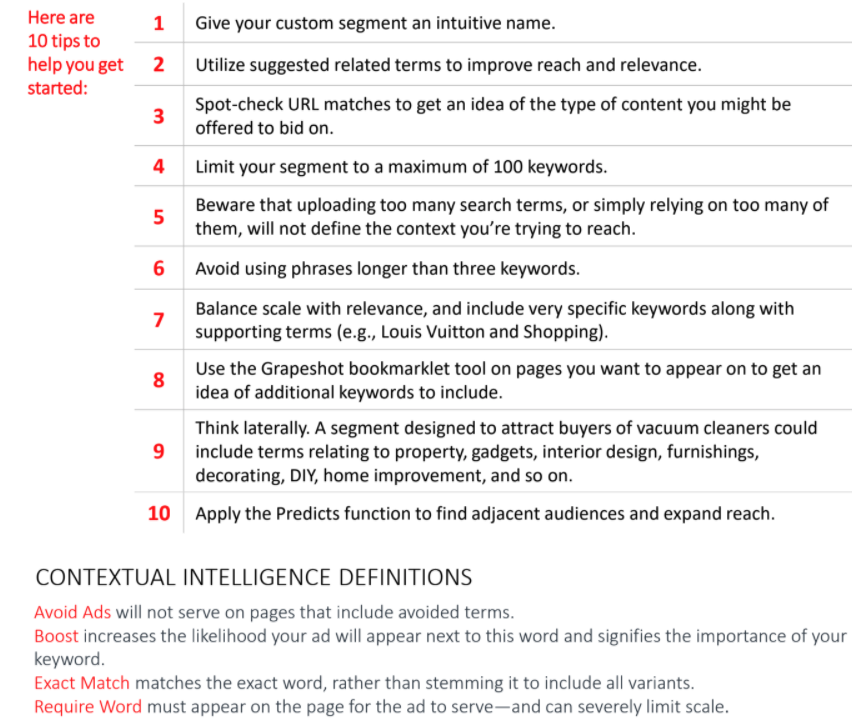 Here are
10 tips to
help you get
started:
1 Give your custom segment an intuitive name.
2 Utilize suggested related terms to improve reach and relevance.
3 Spot-check URL matches to get an idea of the type of content you might be
offered to bid on.
4 Limit your segment to a maximum of 100 keywords.
5 Beware that uploading too many search terms, or simply relying on too many of
them, will not define the context you’re trying to reach.
6 Avoid using phrases longer than three keywords.
7 Balance scale with relevance, and include very specific keywords along with
supporting terms (e.g., Louis Vuitton and Shopping).
8 Use the Grapeshot bookmarklet tool on pages you want to appear on to get an
idea of additional keywords to include.
9 Think laterally. A segment designed to attract buyers of vacuum cleaners could
include terms relating to property, gadgets, interior design, furnishings,
decorating, DIY, home improvement, and so on.
10 Apply the Predicts function to find adjacent audiences and expand reach.
CONTEXTUAL INTELLIGENCE DEFINITIONS
Avoid Ads will not serve on pages that include avoided terms.
Boost increases the likelihood your ad will appear next to this word and signifies the importance of your
keyword.
Exact Match matches the exact word, rather than stemming it to include all variants.
Require Word must appear on the page for the ad to serve—and can severely limit scale.